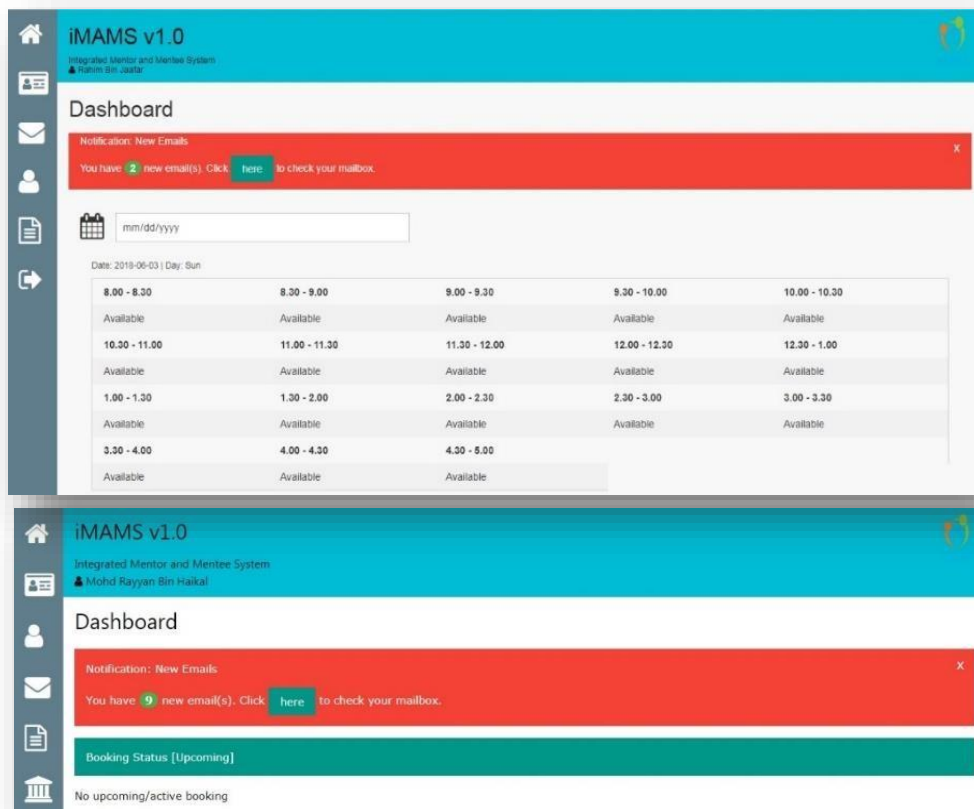 iMAMS v1.0
Integrated Mentor and Mentee System
Rahim Bin Jaafar
Dashboard
Notification: New Emails
X
You have 2 new email(s). Click here to check your mailbox.
mm/dd/yyyy
Date: 2018-06-03 | Day: Sun
8.00 - 8.30 8.30 - 9.00 9.00 - 9.30 9.30 - 10.00 10.00 - 10.30
Available Available Available Available Available
10.30 - 11.00 11.00 - 11.30 11.30 - 12.00 12.00 - 12.30 12.30 - 1.00
Available Available Available Available Available
1.00 - 1.30 1.30 - 2.00 2.00 - 2.30 2.30 - 3.00 3.00 - 3.30
Available Available Available Available Available
3.30 - 4.00 4.00 - 4.30 4.30 - 5.00
Available Available Available
iMAMS v1.0
Integrated Mentor and Mentee System
Mohd Rayyan Bin Haikal
Dashboard
Notification: New Emails X
You have 9 new email(s). Click here to check your mailbox.
Booking Status [Upcoming]
No upcoming/active booking